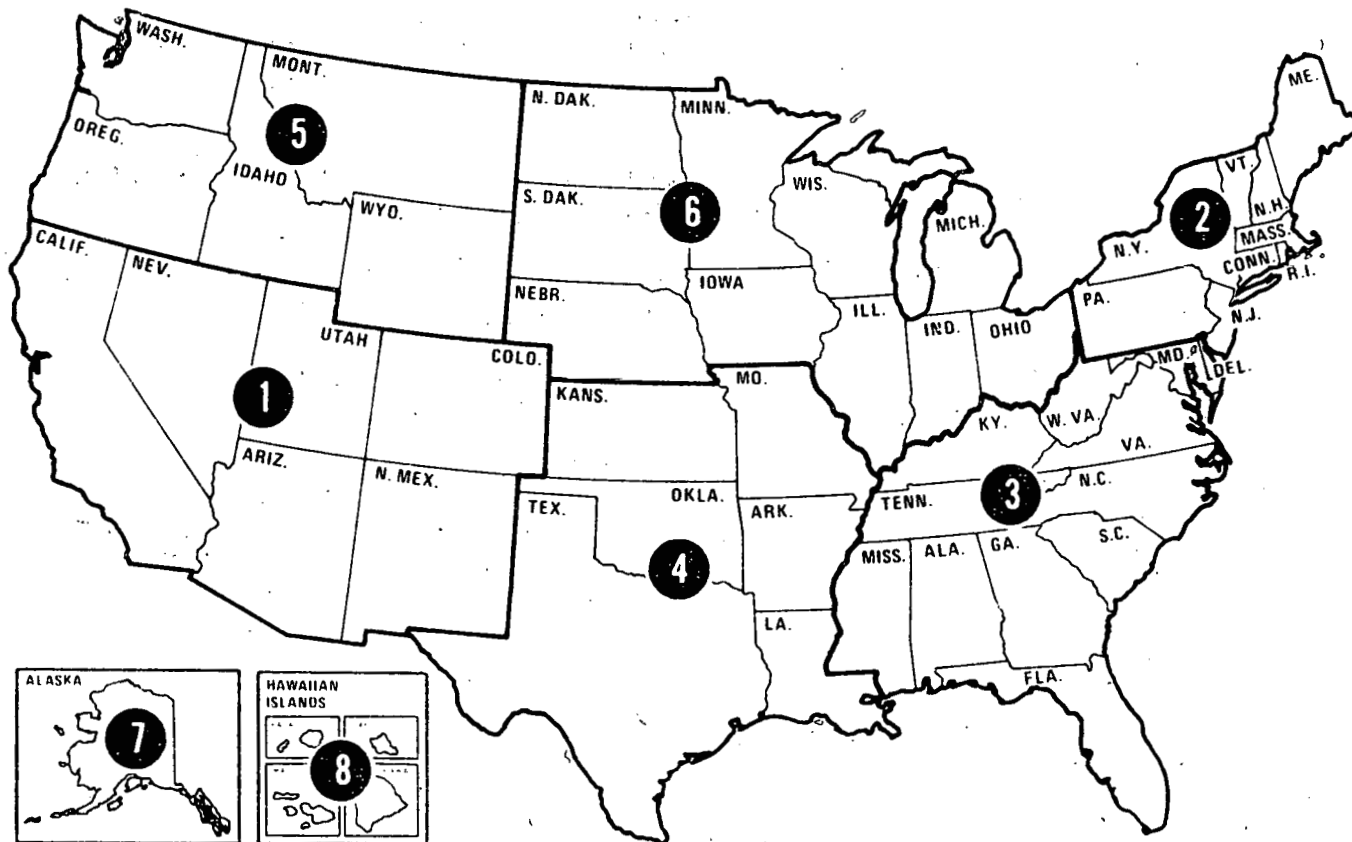 WASH.
MONT.
N. DAK.
MINN.
ME.
OREG.
5
IDAHO
WIS.
VT.
S. DAK.
WYO.
6
MICH.
2
N.H.
CALIF.
NEV.
N.Y.
MASS.
CONN.
R.I.
NEBR.
IOWA
ILL.
PA.
IND.
OHIO
N.J.
UTAH
COLO.
MD.
DEL.
MO.
1
KANS.
KY.
W. VA.
VA.
ARIZ.
N. MEX.
OKLA.
TENN.
3
N.C.
TEX.
ARK.
S.C.
MISS.
ALA.
GA.
4
LA.
FLA.
ALASKA
7
HAWAIIAN
ISLANDS
8